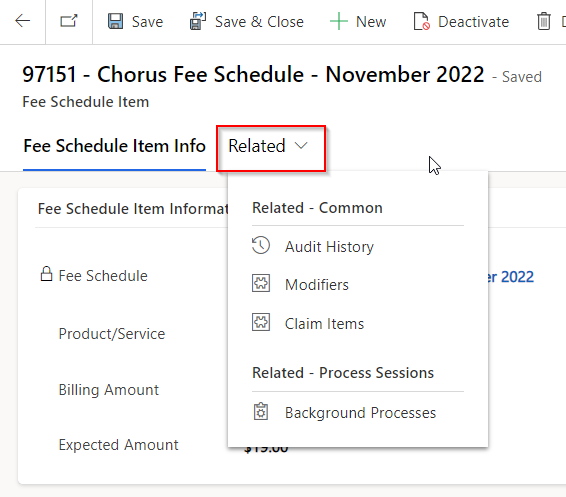 Save Save & Close New Deactivate
97151 - Chorus Fee Schedule - November 2022 - Saved
Fee Schedule Item
Fee Schedule Item Info Related
Fee Schedule Item Informat
Related - Common
Audit History
Fee Schedule er 2022
Modifiers
Claim Items
Product/Service
Related - Process Sessions
Billing Amount
Background Processes
Expected Amount $19.00